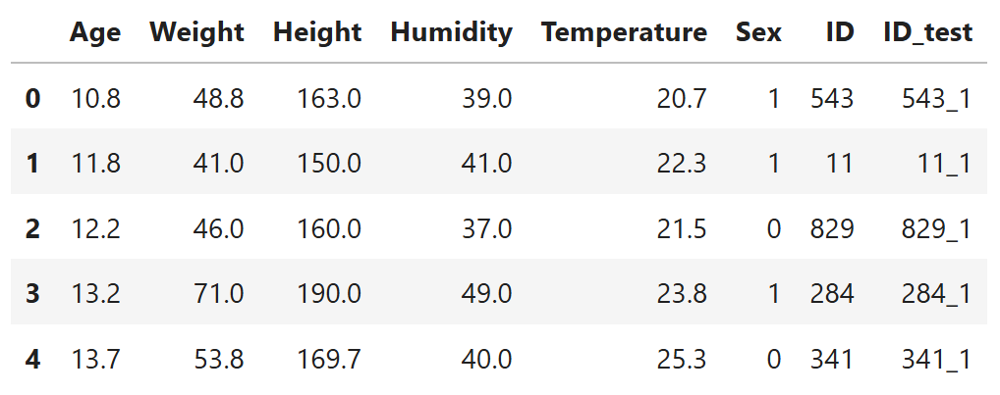 Age Weight Height Humidity Temperature Sex ID ID_test
0 10.8 48.8 163.0 39.0 20.7 1 543 543_1
1 11.8 41.0 150.0 41.0 22.3 1 11 11_1
2 12.2 46.0 160.0 37.0 21.5 0 829 829_1
3 13.2 71.0 190.0 49.0 23.8 1 284 284_1
4 13.7 53.8 169.7 40.0 25.3 0 341 341_1